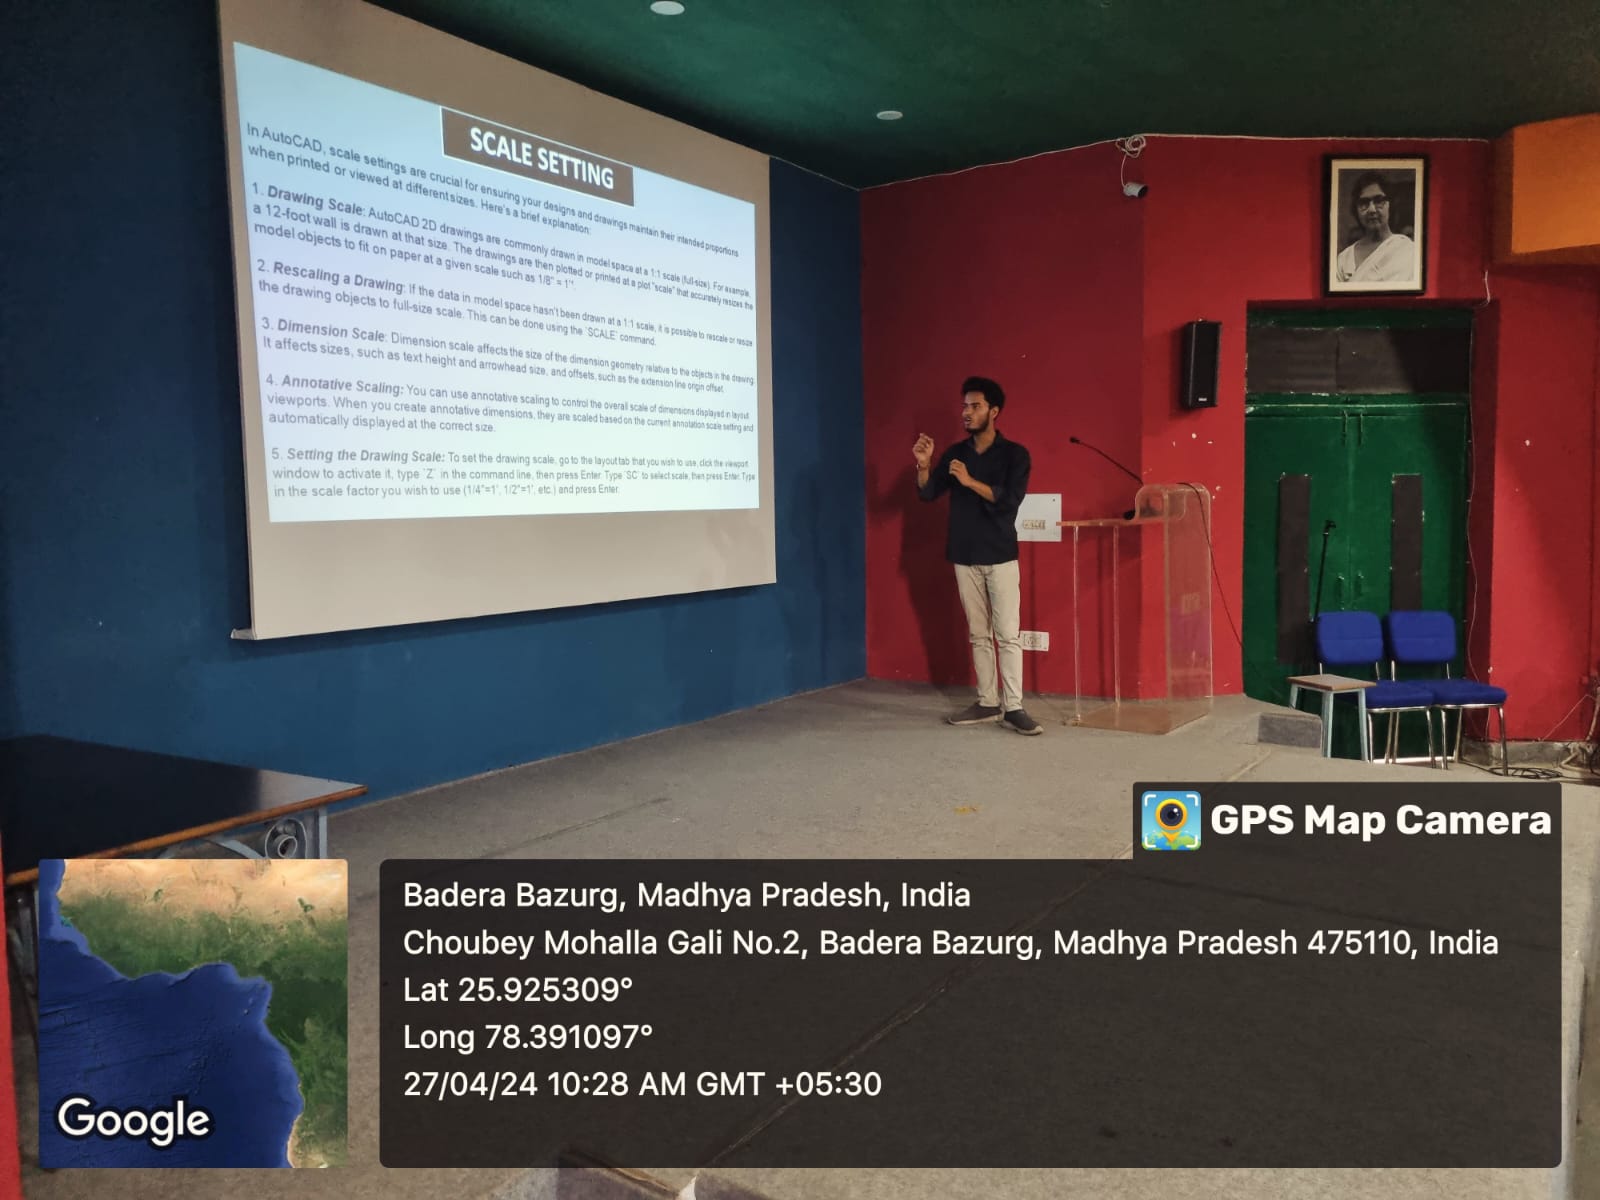 SCALE SETTING
In AutoCAD, scale settings are crucial for ensuring your designs and drawings maintain their intended proportions
when printed or viewed at different sizes. Here's a brief explanation:
1. Drawing Scale: AutoCAD 2D drawings are commonly drawn in model space at a 1:1 scale (full-size). For example,
a 12-foot wall is drawn at that size. The drawings are then plotted or printed at a plot "scale" that accurately resizes the
model objects to fit on paper at a given scale such as 1/8" = 1'".
2. Rescaling a Drawing: If the data in model space hasn't been drawn at a 1:1 scale, it is possible to rescale or resize
the drawing objects to full-size scale. This can be done using the `SCALE` command.
3. Dimension Scale: Dimension scale affects the size of the dimension geometry relative to the objects in the drawing.
It affects sizes, such as text height and arrowhead size, and offsets, such as the extension line origin offset.
4. Annotative Scaling: You can use annotative scaling to control the overall scale of dimensions displayed in layout
viewports. When you create annotative dimensions, they are scaled based on the current annotation scale setting and
automatically displayed at the correct size.
5. Setting the Drawing Scale: To set the drawing scale, go to the layout tab that you wish to use, click the viewport
window to activate it, type `Z` in the command line, then press Enter. Type `SC` to select scale, then press Enter. Type
in the scale factor you wish to use (1/4"=1', 1/2"=1', etc.) and press Enter.
GPS Map Camera
Badera Bazurg, Madhya Pradesh, India
Choubey Mohalla Gali No.2, Badera Bazurg, Madhya Pradesh 475110, India
Lat 25.925309°
Long 78.391097°
27/04/24 10:28 AM GMT +05:30
Google